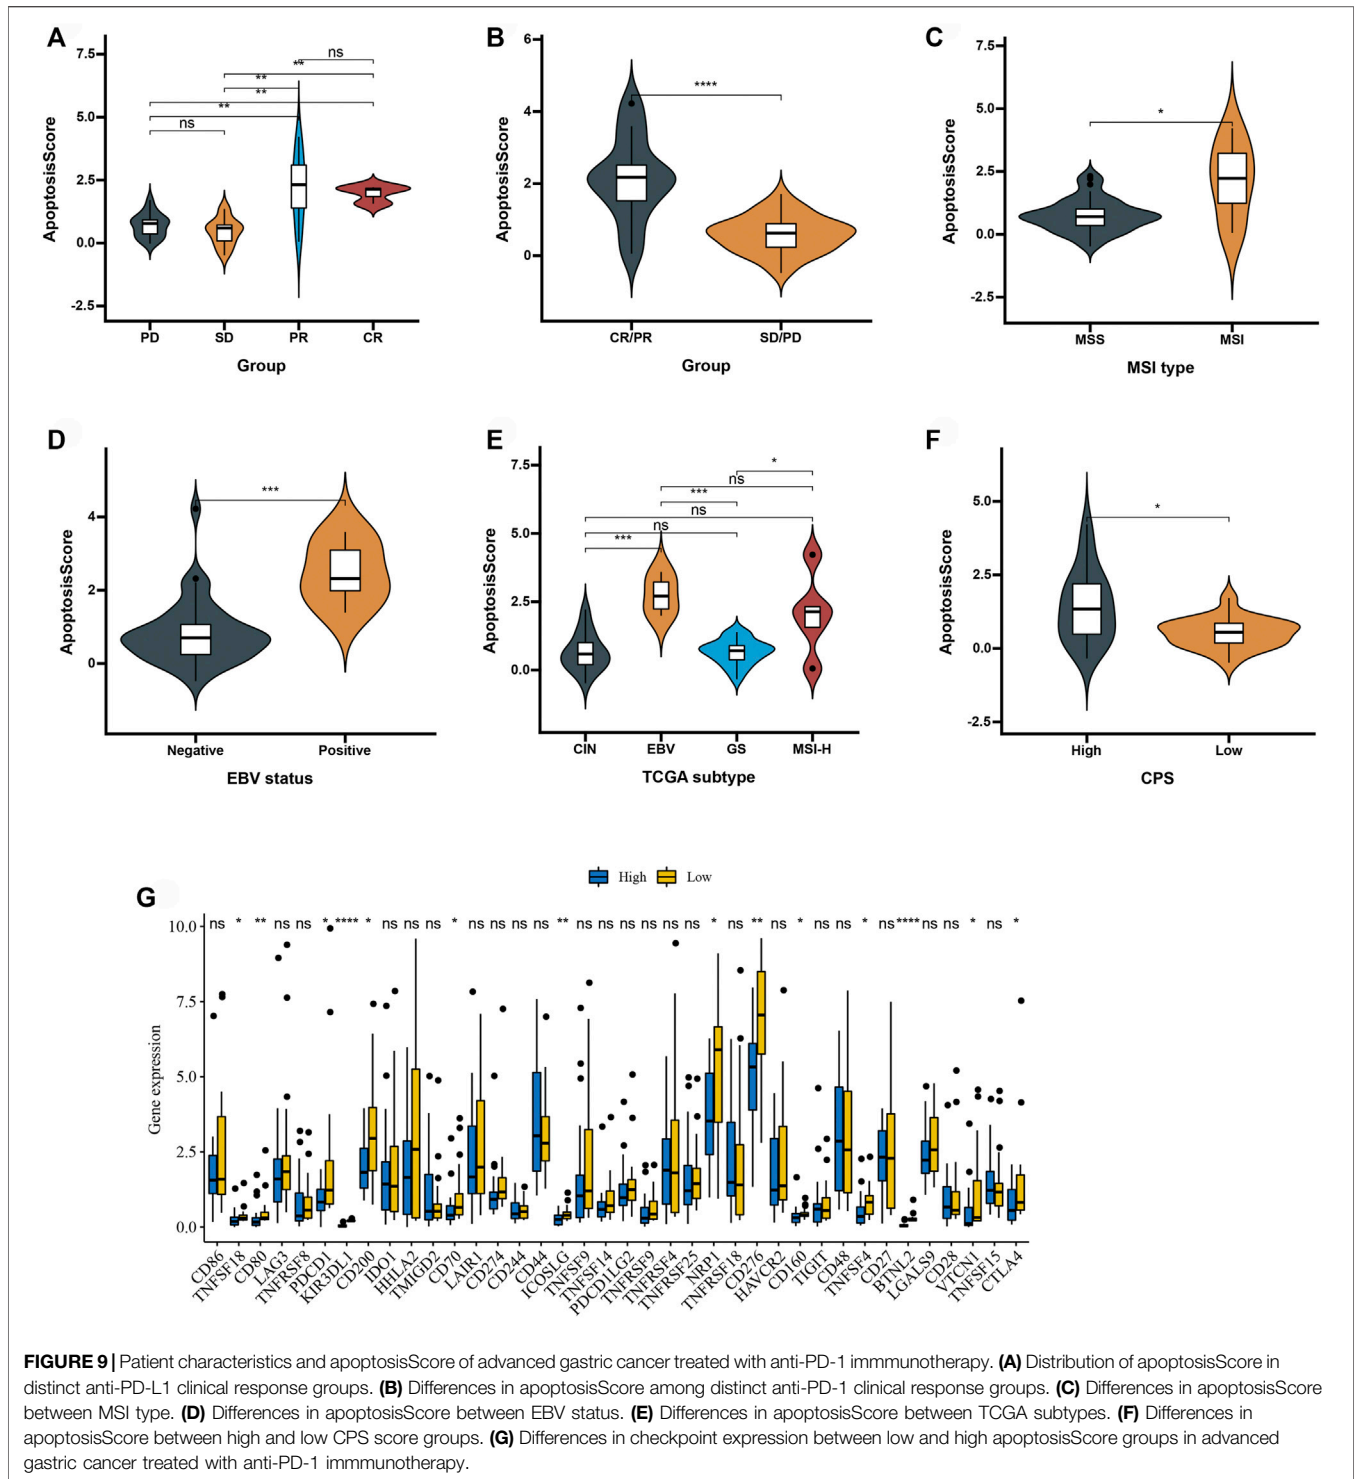 A
7.5
5.0
2.5
0.0
-2.5
ApoptosisScore
ns
**
**
**
**
ns
PD SD PR CR
Group
B
6
4
2
0
ApoptosisScore
****
CR/PR SD/PD
Group
C
7.5
5.0
2.5
0.0
-2.5
ApoptosisScore
*
MSS MSI
MSI type
D
4
2
0
ApoptosisScore
***
Negative Positive
EBV status
E
7.5
5.0
2.5
0.0
ApoptosisScore
*
ns
***
ns
ns
***
CIN EBV GS MSI-H
TCGA subtype
F
5.0
2.5
0.0
-2.5
ApoptosisScore
*
High Low
CPS
G
High Low
ns * ** ns ns * **** * ns ns ns * ns ns ns ns ** ns ns ns ns ns ns * ns ** ns * ns ns * ns **** ns ns * ns *
10.0
7.5
5.0
2.5
0.0
Gene expression
CD86 TNFSF18 CD80 LAG3 TNFRSF8 PDCD1 KIR3DL1 CD200 IDO1 HHLA2 TMIGD2 CD70 LAIR1 CD274 CD244 CD44 ICOSLG TNFSF9 TNFSF14 PDCD1LG2 TNFRSF9 TNFRSF4 TNFRSF25 NRP1 TNFRSF18 CD276 HAVCR2 CD160 TIGIT CD48 TNFSF4 CD27 BTNL2 LGALS9 CD28 VTCN1 TNFSF15 CTLA4
FIGURE 9 | Patient characteristics and apoptosisScore of advanced gastric cancer treated with anti-PD-1 immmunotherapy. (A) Distribution of apoptosisScore in
distinct anti-PD-L1 clinical response groups. (B) Differences in apoptosisScore among distinct anti-PD-1 clinical response groups. (C) Differences in apoptosisScore
between MSI type. (D) Differences in apoptosisScore between EBV status. (E) Differences in apoptosisScore between TCGA subtypes. (F) Differences in
apoptosisScore between high and low CPS score groups. (G) Differences in checkpoint expression between low and high apoptosisScore groups in advanced
gastric cancer treated with anti-PD-1 immmunotherapy.